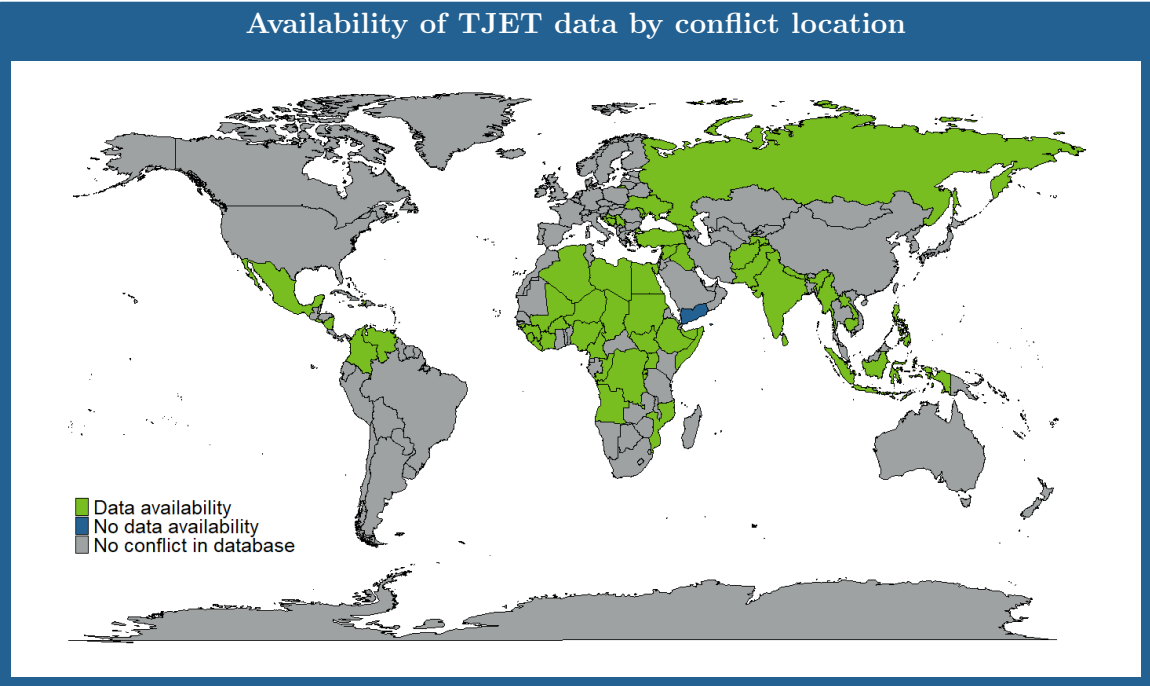 Availability of TJET data by conflict location
Data availability
No data availability
No conflict in database